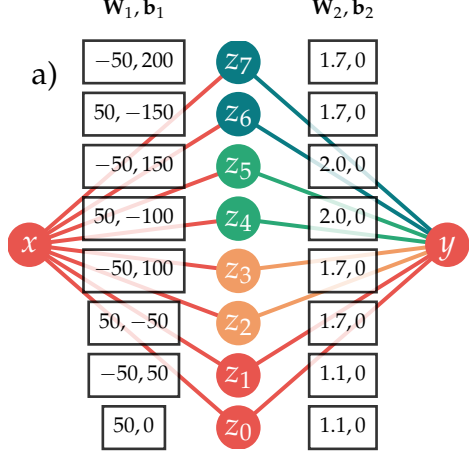 W₁, b₁ W₂, b₂
a)
−50, 200 z₇ 1.7, 0
50, −150 z₆ 1.7, 0
−50, 150 z₅ 2.0, 0
50, −100 z₄ 2.0, 0
x y
−50, 100 z₃ 1.7, 0
50, −50 z₂ 1.7, 0
−50, 50 z₁ 1.1, 0
50, 0 z₀ 1.1, 0